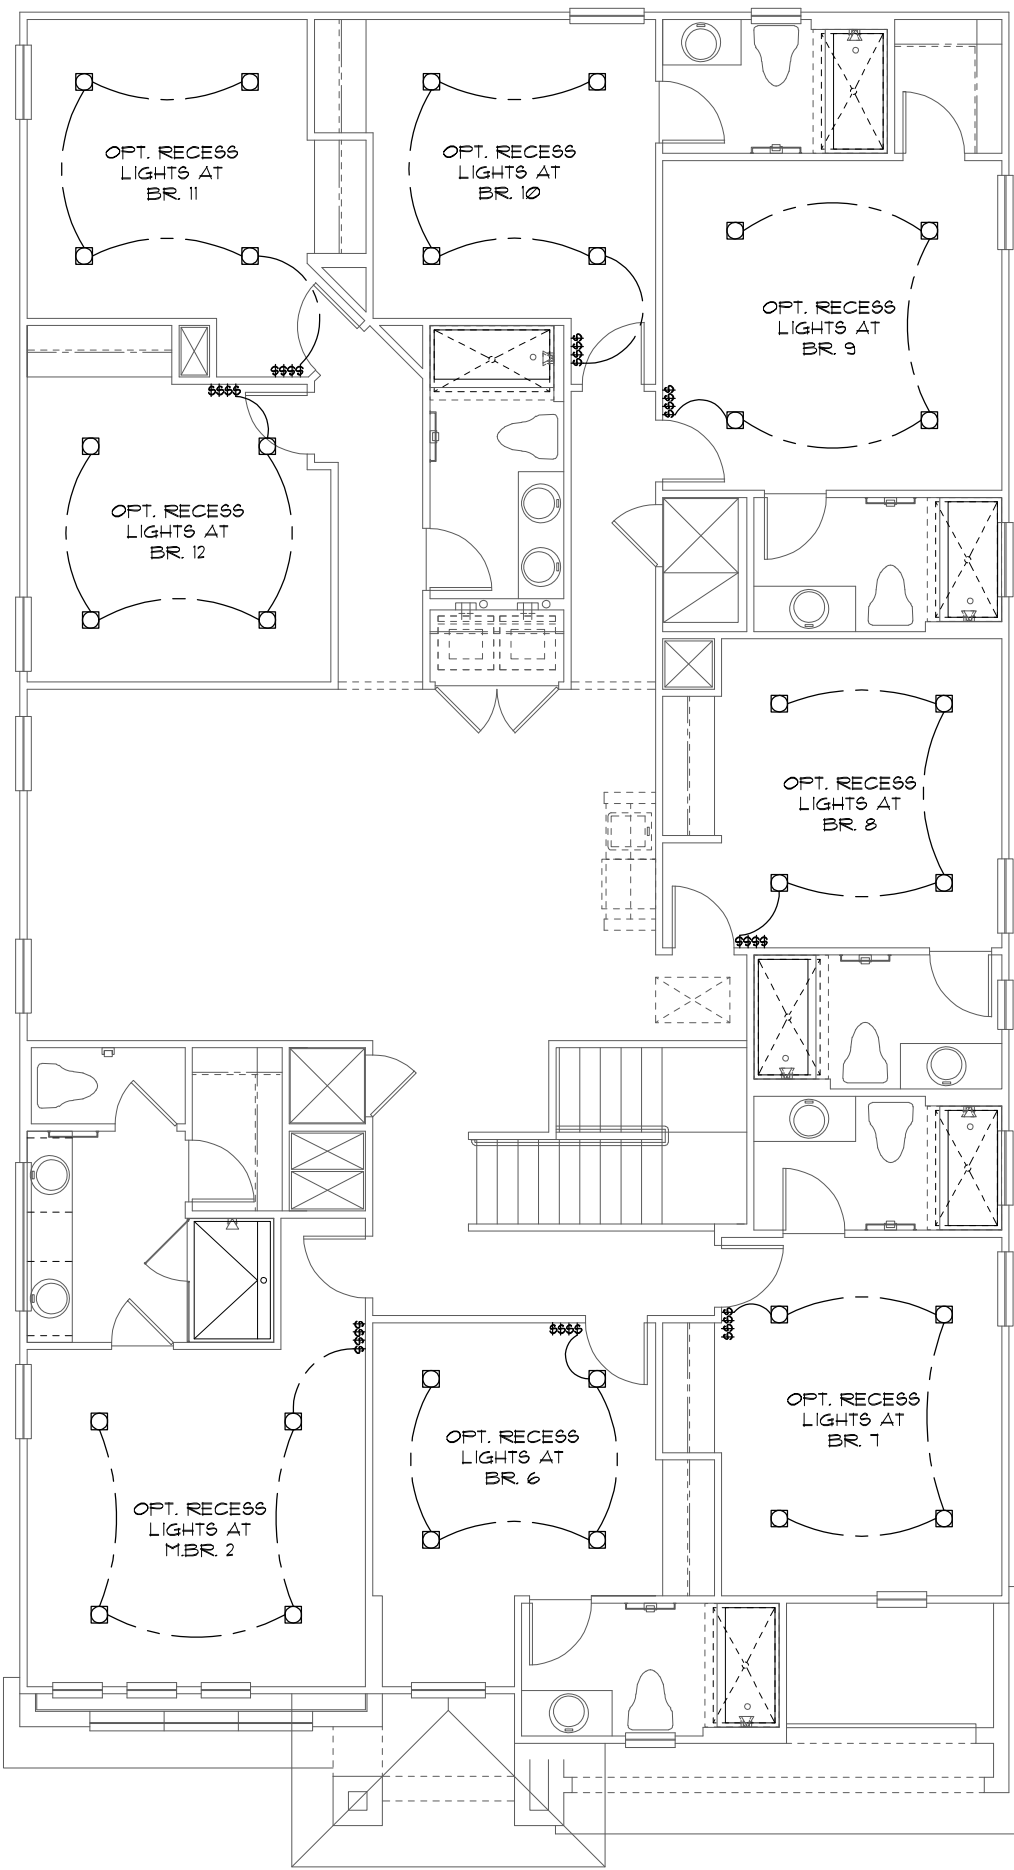 OPT. RECESS
LIGHTS AT
BR. 11
OPT. RECESS
LIGHTS AT
BR. 10
OPT. RECESS
LIGHTS AT
BR. 9
$$$$
$$$$
$$$$
$$$$
OPT. RECESS
LIGHTS AT
BR. 12
OPT. RECESS
LIGHTS AT
BR. 8
$$$$
$$$$
$$$$
$$$$
OPT. RECESS
LIGHTS AT
BR. 7
OPT. RECESS
LIGHTS AT
BR. 6
OPT. RECESS
LIGHTS AT
M.BR. 2